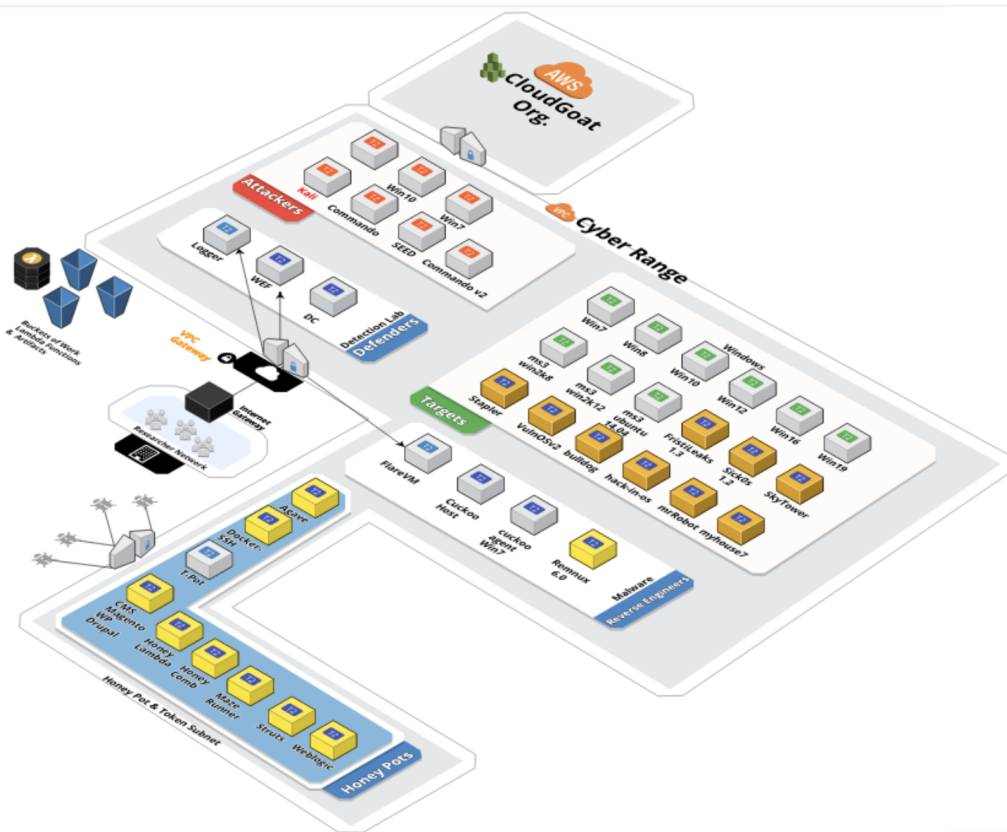 AWS
CloudGoat
Org.
VPC
Cyber Range
Attackers
Kali
Win10
Win7
Commando
SEED
Commando v2
Logger
WEF
DC
Detection Lab
Defenders
Buckets of Work
Lambda Functions
& Artifacts
VPC
Gateway
Internet
Gateway
Researcher Network
Targets
Win7
Win8
Win10
Windows
Win12
Win16
Win19
ms3
win2k8
ms3
win2k12
ms3
ubuntu
14.04
Stapler
VulnOSv2
bulldog
hack-in-os
mrRobot
myhouse7
FristiLeaks
1.3
Sick0s
1.2
SkyTower
FlareVM
Cuckoo
Host
cuckoo
agent
Win7
Remnux
6.0
Malware
Reverse Engineers
Agave
Docker
SSH
T-Pot
CMS
Magento
WP
Drupal
Honey
Lambda
Honey
Comb
Maze
Runner
Struts
Weblogic
Honey Pot & Token Subnet
Honey Pots